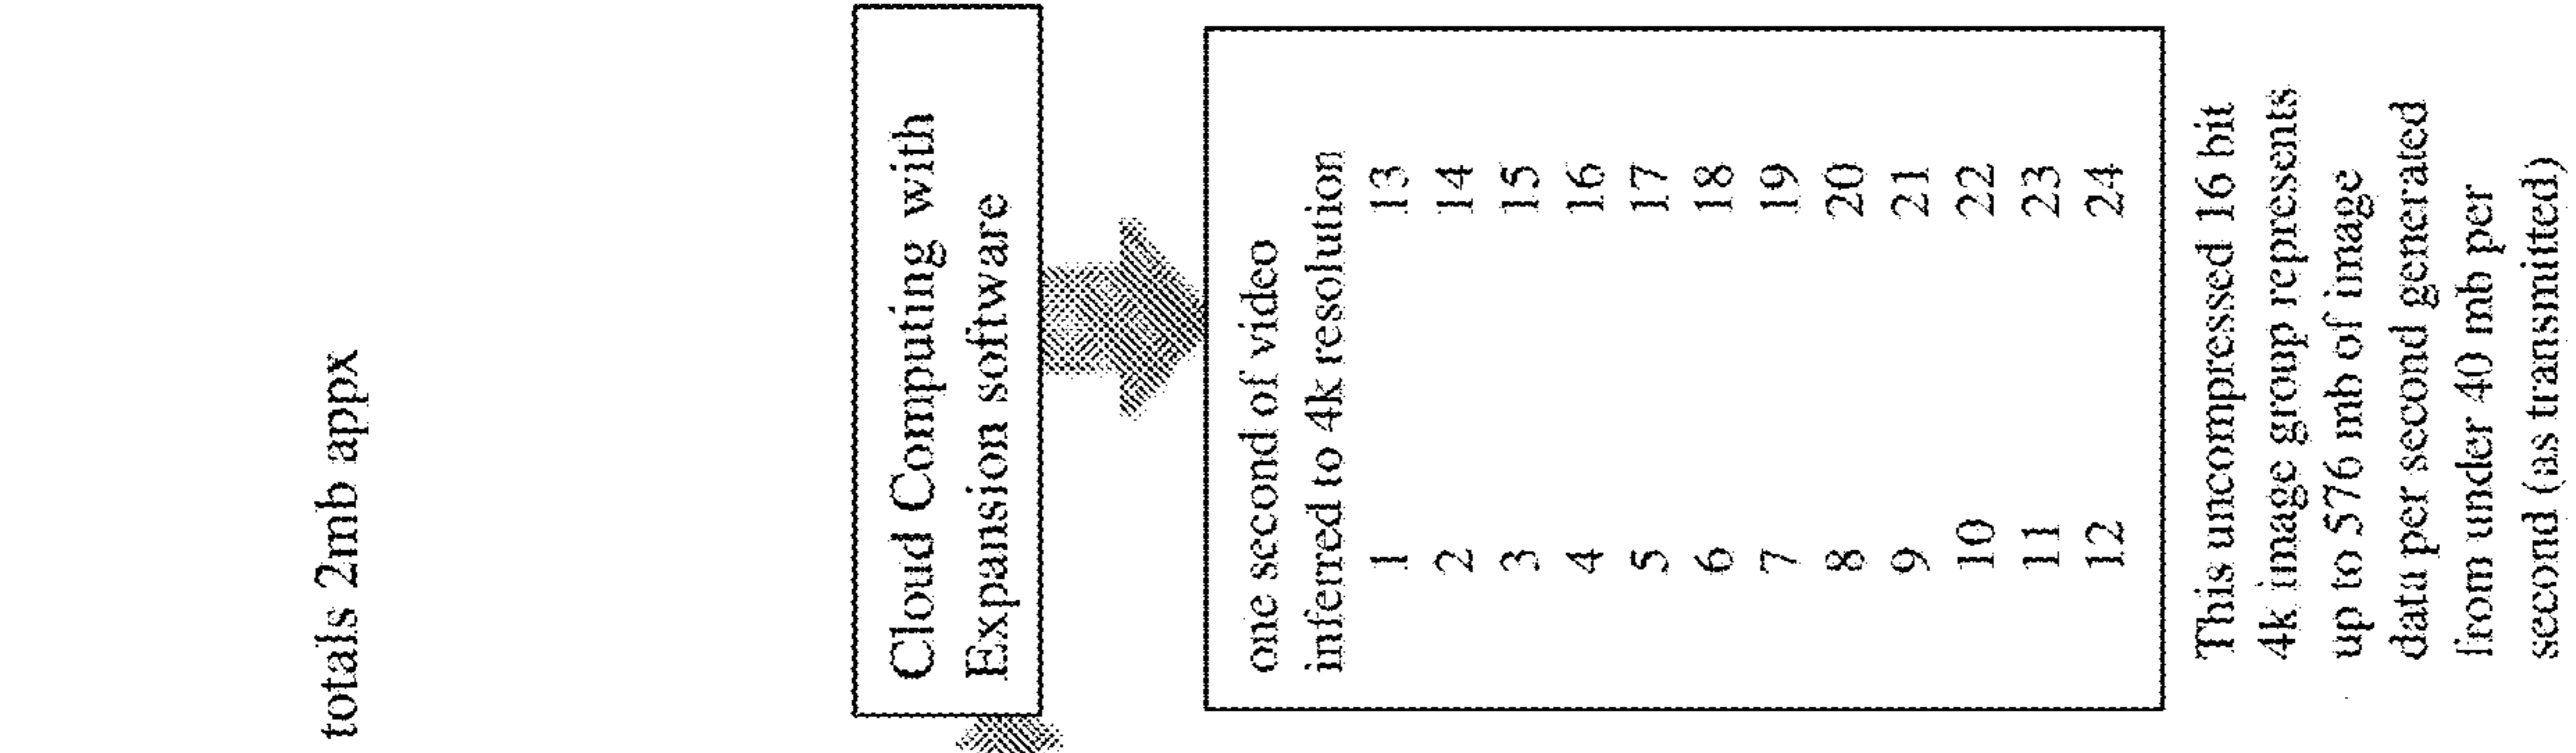 totals 2mb appx
Cloud Computing with
Expansion software
one second of video
inferred to 4k resolution
1 13
2 14
3 15
4 16
5 17
6 18
7 19
8 20
9 21
10 22
11 23
12 24
This uncompressed 16 bit
4k image group represents
up to 576 mb of image
data per second generated
from under 40 mb per
second (as transmitted)